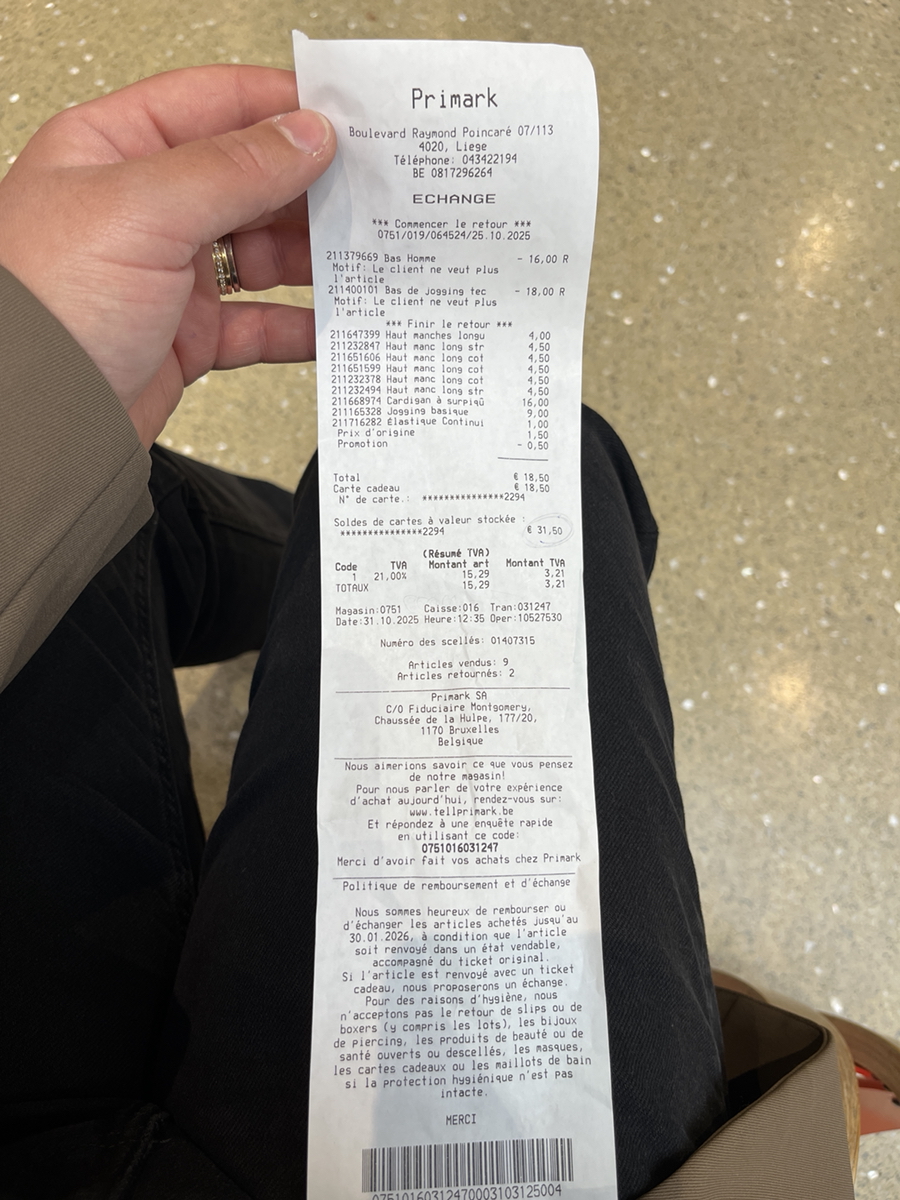 Primark
Boulevard Raymond Poincaré 07/113
4020, Liege
Téléphone: 043422194
BE 0817296264
ECHANGE
*** Commencer le retour ***
0751/019/064524/25.10.2025
211379669 Bas Homme - 16,00 R
Motif: Le client ne veut plus
l'article
211400101 Bas de jogging tec - 18,00 R
Motif: Le client ne veut plus
l'article
*** Finir le retour ***
211647399 Haut manches longu 4,00
211232847 Haut manc long str 4,50
211651606 Haut manc long cot 4,50
211651599 Haut manc long cot 4,50
211232378 Haut manc long cot 4,50
211232494 Haut manc long str 4,50
211668974 Cardigan à surpiqû 16,00
211165328 Jogging basique 9,00
211716282 Élastique Continui 1,00
Prix d'origine 1,50
Promotion - 0,50
Total € 18,50
Carte cadeau € 18,50
N° de carte.: ***************2294
Soldes de cartes à valeur stockée :
***************2294 € 31,50
(Résumé TVA)
Code TVA Montant art Montant TVA
1 21,00% 15,29 3,21
TOTAUX 15,29 3,21
Magasin:0751 Caisse:016 Tran:031247
Date:31.10.2025 Heure:12:35 Oper:10527530
Numéro des scellés: 01407315
Articles vendus: 9
Articles retournés: 2
Primark SA
C/O Fiduciaire Montgomery,
Chaussée de la Hulpe, 177/20,
1170 Bruxelles
Belgique
Nous aimerions savoir ce que vous pensez
de notre magasin!
Pour nous parler de votre expérience
d'achat aujourd'hui, rendez-vous sur:
www.tellprimark.be
Et répondez à une enquête rapide
en utilisant ce code:
0751016031247
Merci d'avoir fait vos achats chez Primark
Politique de remboursement et d'échange
Nous sommes heureux de rembourser ou
d'échanger les articles achetés jusqu'au
30.01.2026, à condition que l'article
soit renvoyé dans un état vendable,
accompagné du ticket original.
Si l'article est renvoyé avec un ticket
cadeau, nous proposerons un échange.
Pour des raisons d'hygiène, nous
n'acceptons pas le retour de slips ou de
boxers (y compris les lots), les bijoux
de piercing, les produits de beauté ou de
santé ouverts ou descellés, les masques,
les cartes cadeaux ou les maillots de bain
si la protection hygiénique n'est pas
intacte.
MERCI
07510160312470003103125004